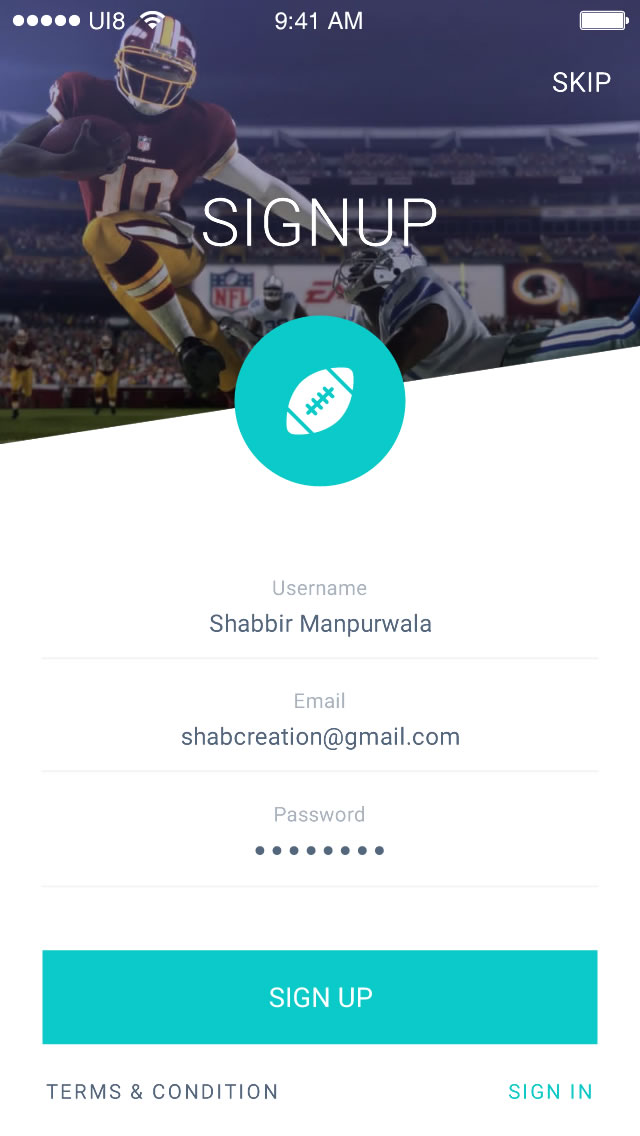 UI8 9:41 AM
SKIP
10
SIGNUP
NFL
EA
Username
Shabbir Manpurwala
Email
shabcreation@gmail.com
Password
SIGN UP
TERMS & CONDITION SIGN IN